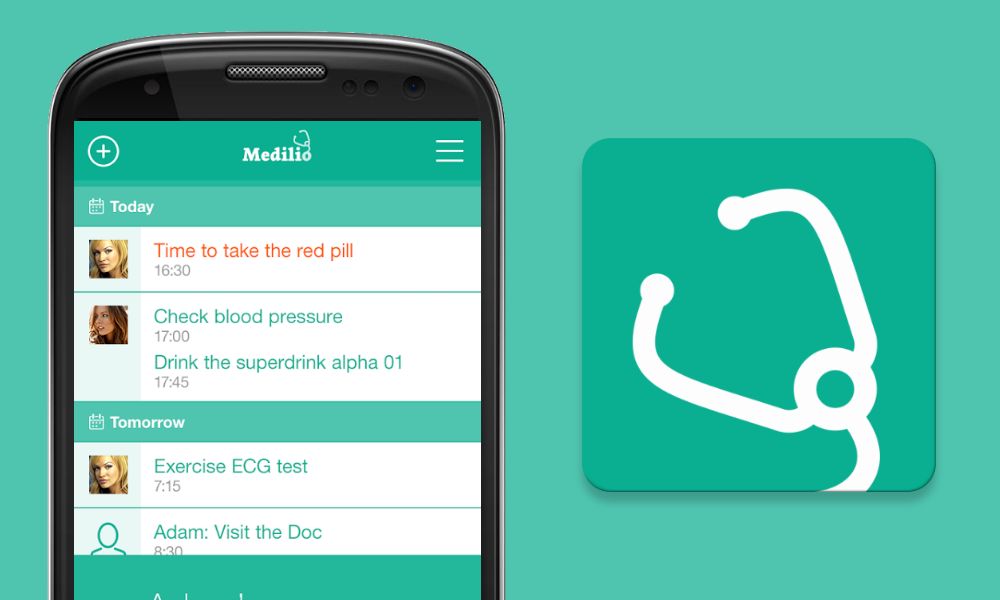 Medilio
Today
Time to take the red pill
16:30
Check blood pressure
17:00
Drink the superdrink alpha 01
17:45
Tomorrow
Exercise ECG test
7:15
Adam: Visit the Doc
8:30